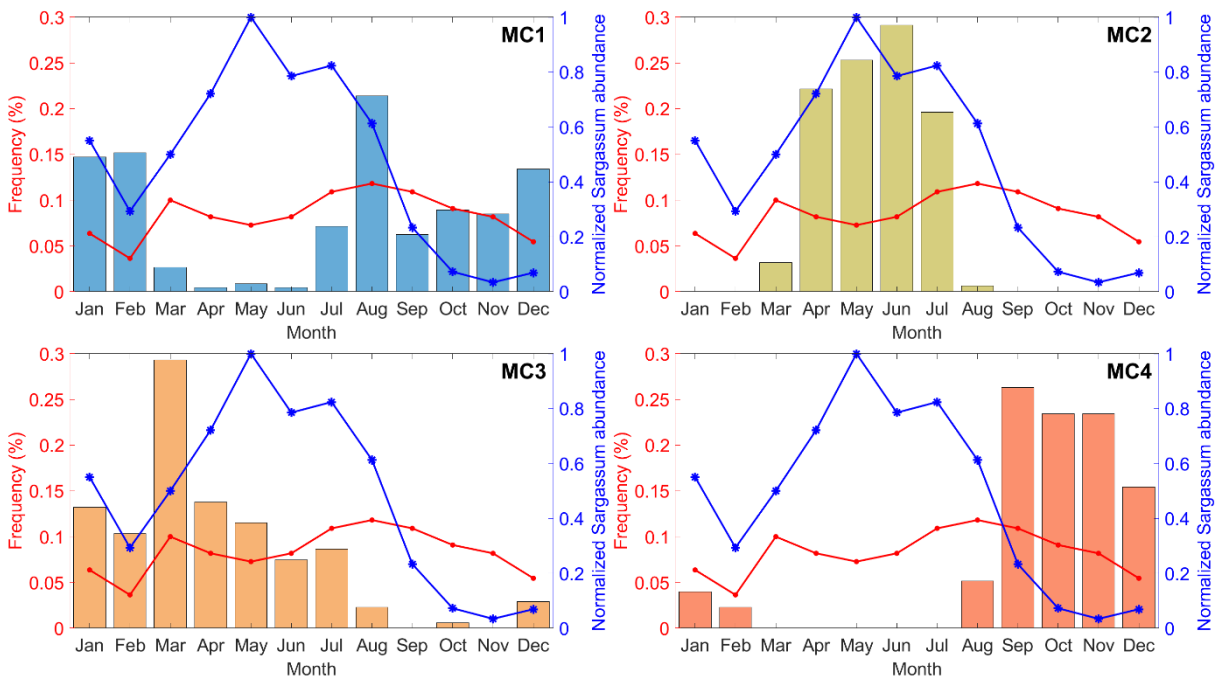 MC1
0.3
0.25
0.2
0.15
0.1
0.05
0
Frequency (%)
1
0.8
0.6
0.4
0.2
0
Normalized Sargassum abundance
Jan Feb Mar Apr May Jun Jul Aug Sep Oct Nov Dec
Month
MC2
0.3
0.25
0.2
0.15
0.1
0.05
0
Frequency (%)
1
0.8
0.6
0.4
0.2
0
Normalized Sargassum abundance
Jan Feb Mar Apr May Jun Jul Aug Sep Oct Nov Dec
Month
MC3
0.3
0.25
0.2
0.15
0.1
0.05
0
Frequency (%)
1
0.8
0.6
0.4
0.2
0
Normalized Sargassum abundance
Jan Feb Mar Apr May Jun Jul Aug Sep Oct Nov Dec
Month
MC4
0.3
0.25
0.2
0.15
0.1
0.05
0
Frequency (%)
1
0.8
0.6
0.4
0.2
0
Normalized Sargassum abundance
Jan Feb Mar Apr May Jun Jul Aug Sep Oct Nov Dec
Month